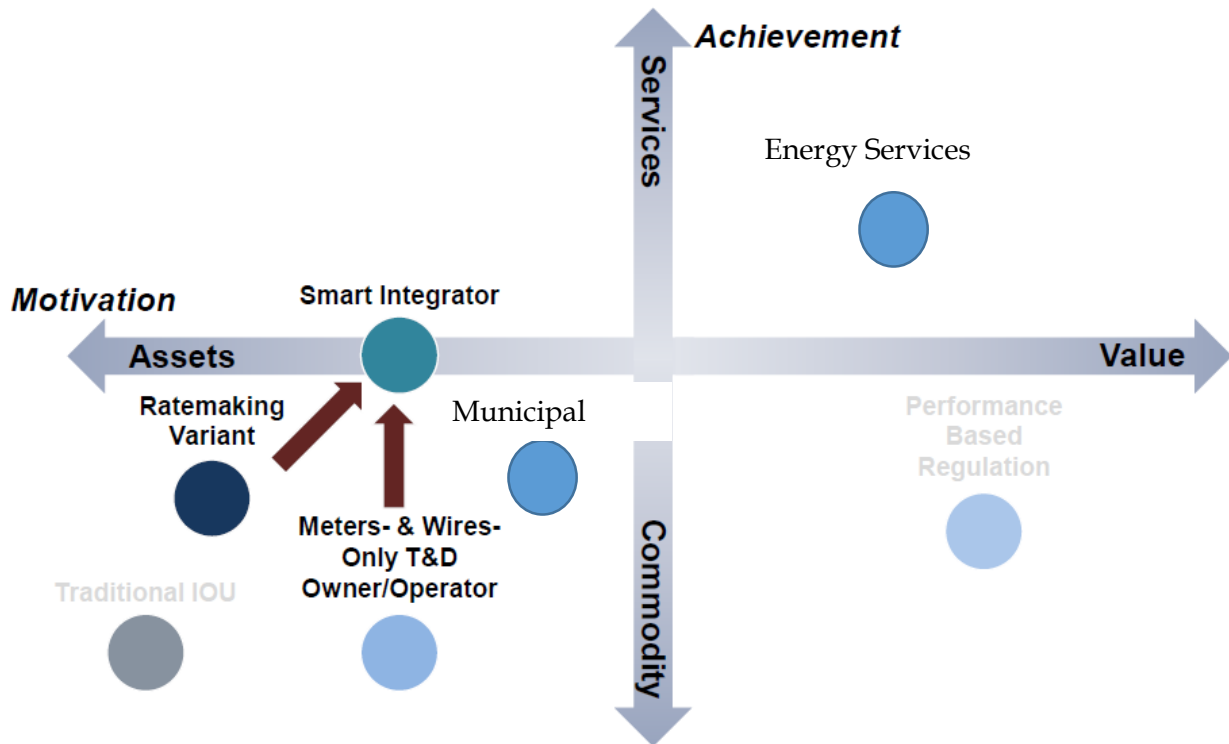 Achievement
Services
Energy Services
Motivation
Smart Integrator
Assets
Value
Ratemaking
Variant
Municipal
Performance
Based
Regulation
Meters- & Wires-
Only T&D
Owner/Operator
Traditional IOU
Commodity